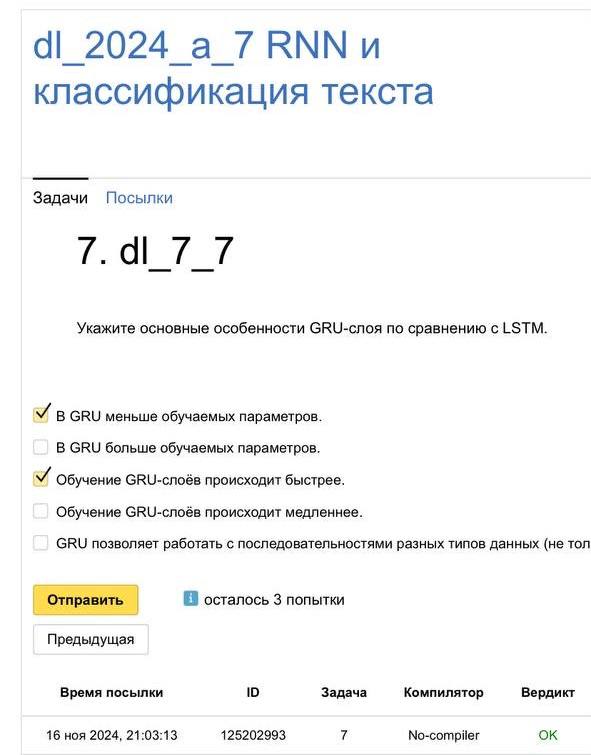 dl_2024_a_7 RNN и
классификация текста
Задачи Посылки
7. dl_7_7
Укажите основные особенности GRU-слоя по сравнению с LSTM.
В GRU меньше обучаемых параметров.
В GRU больше обучаемых параметров.
Обучение GRU-слоёв происходит быстрее.
Обучение GRU-слоёв происходит медленнее.
GRU позволяет работать с последовательностями разных типов данных (не тол
Отправить i осталось 3 попытки
Предыдущая
Время посылки ID Задача Компилятор Вердикт
16 ноя 2024, 21:03:13 125202993 7 No-compiler OK